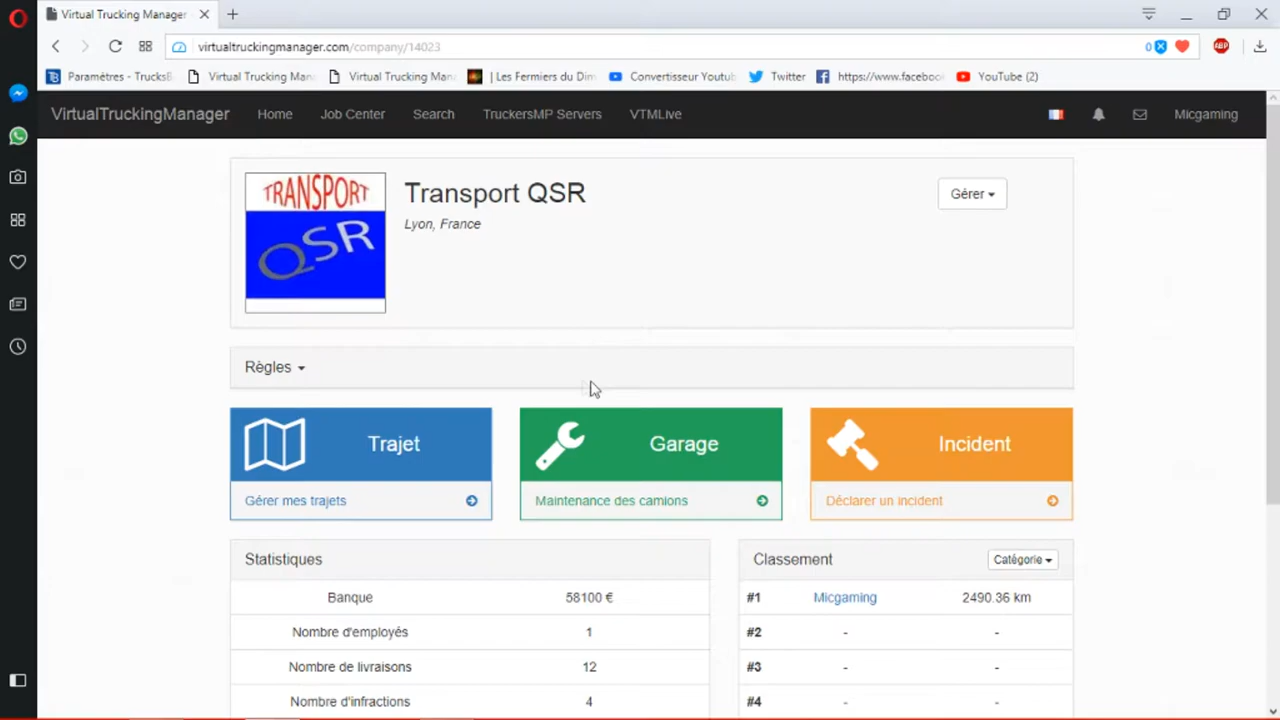 Virtual Trucking Manager
virtualtruckingmanager.com/company/14023
0
ABP
Paramètres - TrucksB
Virtual Trucking Man
Virtual Trucking Man
| Les Fermiers du Dim
Convertisseur Youtub
Twitter
https://www.faceboo
YouTube (2)
VirtualTruckingManager
Home
Job Center
Search
TruckersMP Servers
VTMLive
Micgaming
TRANSPORT
QSR
Transport QSR
Lyon, France
Gérer
Règles
Trajet
Garage
Incident
Gérer mes trajets
Maintenance des camions
Déclarer un incident
Statistiques
Classement
Catégorie
Banque 58100 €
#1 Micgaming 2490.36 km
Nombre d'employés 1
#2 - -
Nombre de livraisons 12
#3 - -
Nombre d'infractions 4
#4 - -